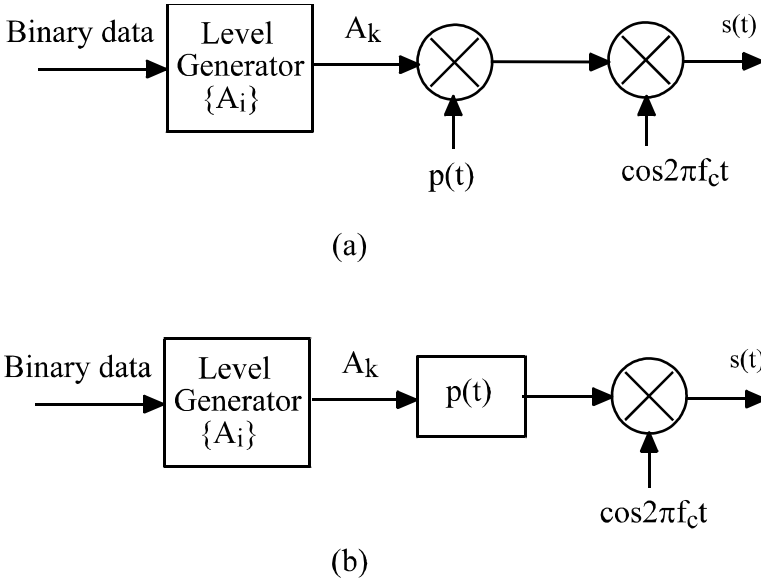 Binary data
Level
Generator
{Ai}
Ak
p(t)
cos2πfct
s(t)
(a)
Binary data
Level
Generator
{Ai}
Ak
p(t)
cos2πfct
s(t)
(b)